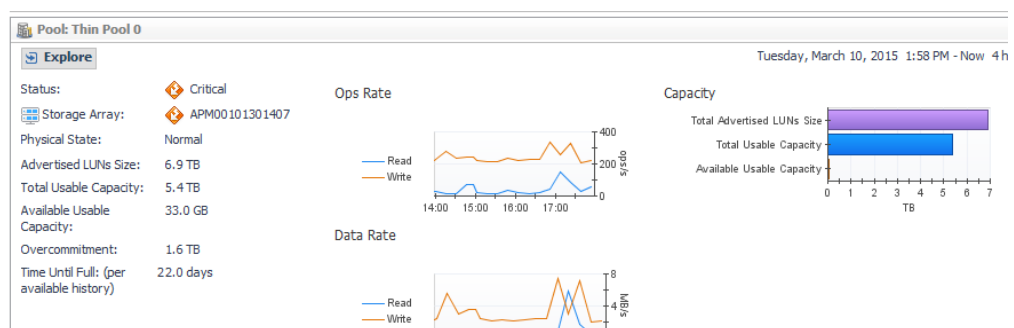 Pool: Thin Pool 0
Explore
Tuesday, March 10, 2015 1:58 PM - Now 4 h
Status: Critical
Storage Array: APM00101301407
Physical State: Normal
Advertised LUNs Size: 6.9 TB
Total Usable Capacity: 5.4 TB
Available Usable
Capacity: 33.0 GB
Overcommitment: 1.6 TB
Time Until Full: (per
available history) 22.0 days
Ops Rate
Read
Write
400
200
0
ops/s
14:00 15:00 16:00 17:00
Data Rate
Read
Write
8
4
MB/s
Capacity
Total Advertised LUNs Size
Total Usable Capacity
Available Usable Capacity
0 1 2 3 4 5 6 7
TB